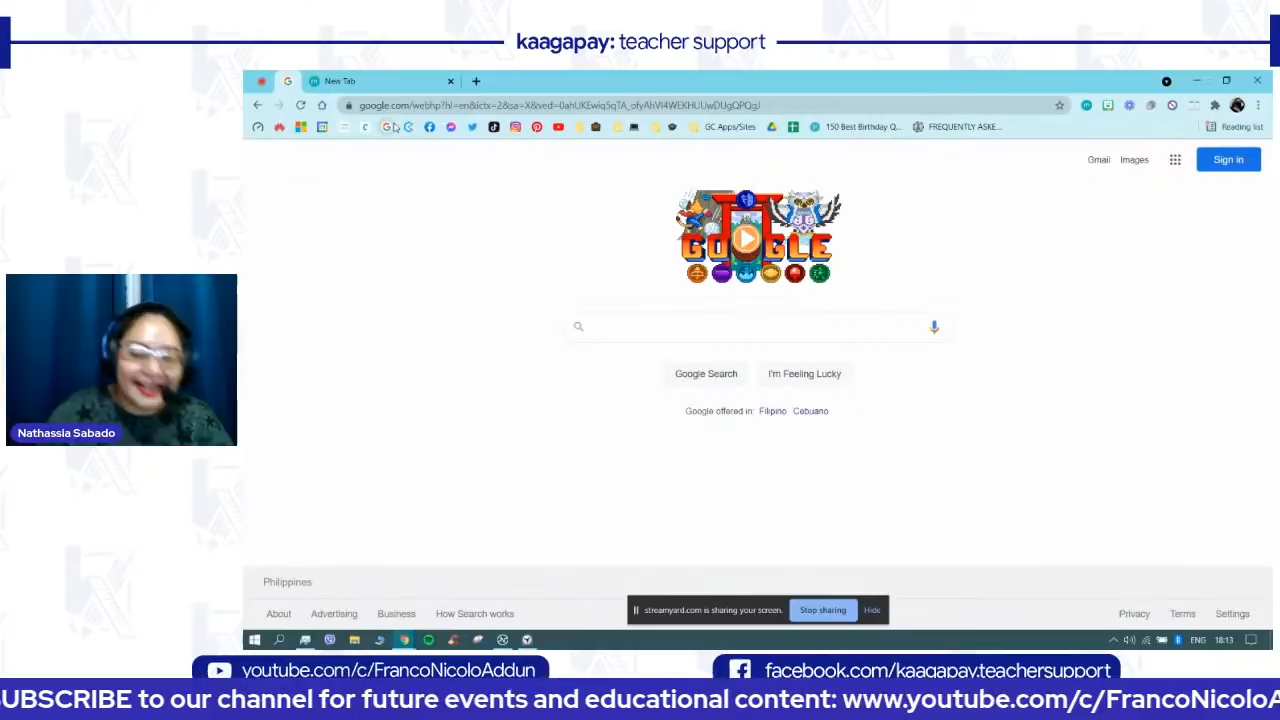 kaagapay: teacher support
New Tab
google.com/webhp?hl=en&ictx=2&sa=X&ved=0ahUKEwiq5qTA_ofyAhVI4WEKHUUwDUgQPQgJ
GC Apps/Sites
150 Best Birthday Q...
FREQUENTLY ASKE...
Reading list
Gmail Images
Sign in
GOOGLE
Google Search
I'm Feeling Lucky
Google offered in: Filipino Cebuano
Nathassia Sabado
Philippines
About Advertising Business How Search works
streamyard.com is sharing your screen.
Stop sharing
Hide
Privacy Terms Settings
ENG 18:13
youtube.com/c/FrancoNicoloAddun
facebook.com/kaagapay.teachersupport
SUBSCRIBE to our channel for future events and educational content: www.youtube.com/c/FrancoNicoloA